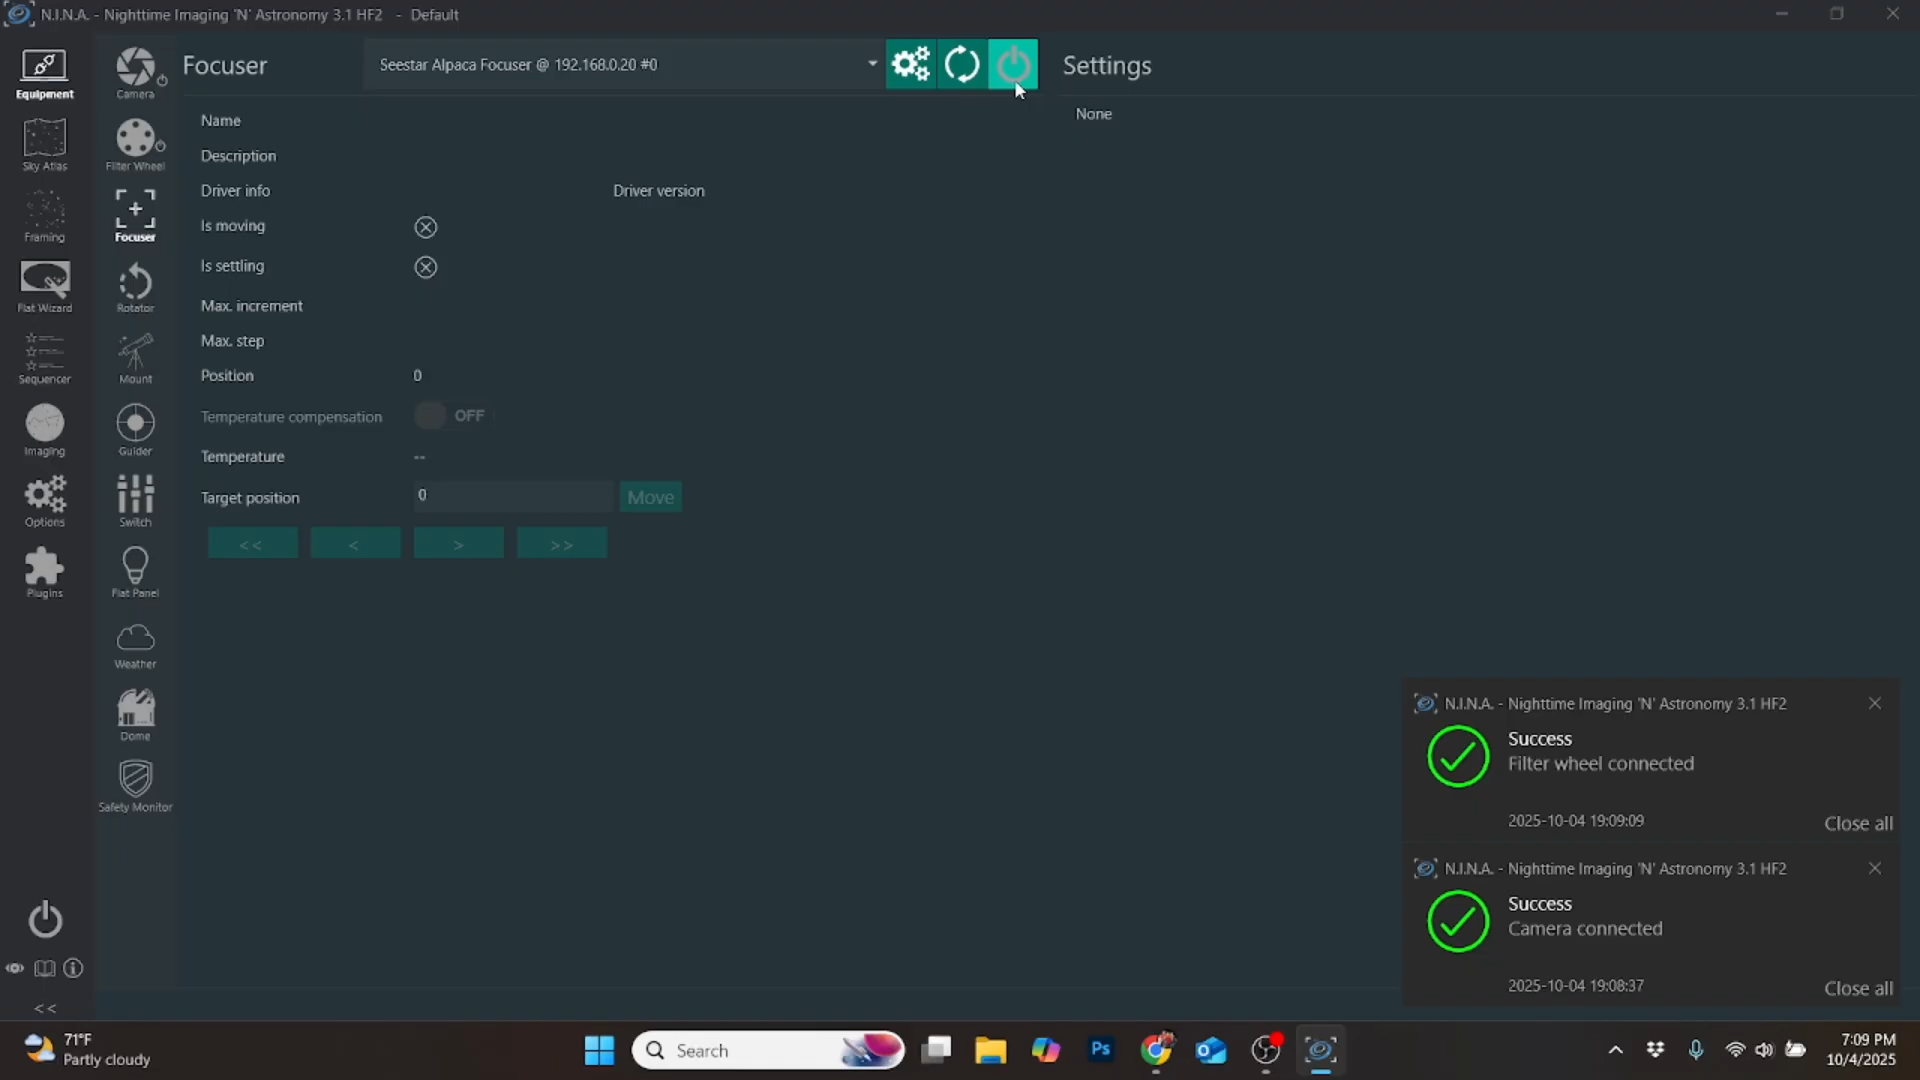 N.I.N.A. - Nighttime Imaging 'N' Astronomy 3.1 HF2 - Default
Equipment
Sky Atlas
Framing
Flat Wizard
Sequencer
Imaging
Options
Plugins
<<
Camera
Filter Wheel
Focuser
Rotator
Mount
Guider
Switch
Flat Panel
Weather
Dome
Safety Monitor
Focuser
Seestar Alpaca Focuser @ 192.168.0.20 #0
Name
Description
Driver info Driver version
Is moving
Is settling
Max. increment
Max. step
Position 0
Temperature compensation OFF
Temperature --
Target position 0 Move
<< < > >>
Settings
None
N.I.N.A. - Nighttime Imaging 'N' Astronomy 3.1 HF2
Success
Filter wheel connected
2025-10-04 19:09:09 Close all
N.I.N.A. - Nighttime Imaging 'N' Astronomy 3.1 HF2
Success
Camera connected
2025-10-04 19:08:37 Close all
71°F
Partly cloudy
Search
Ps
7:09 PM
10/4/2025